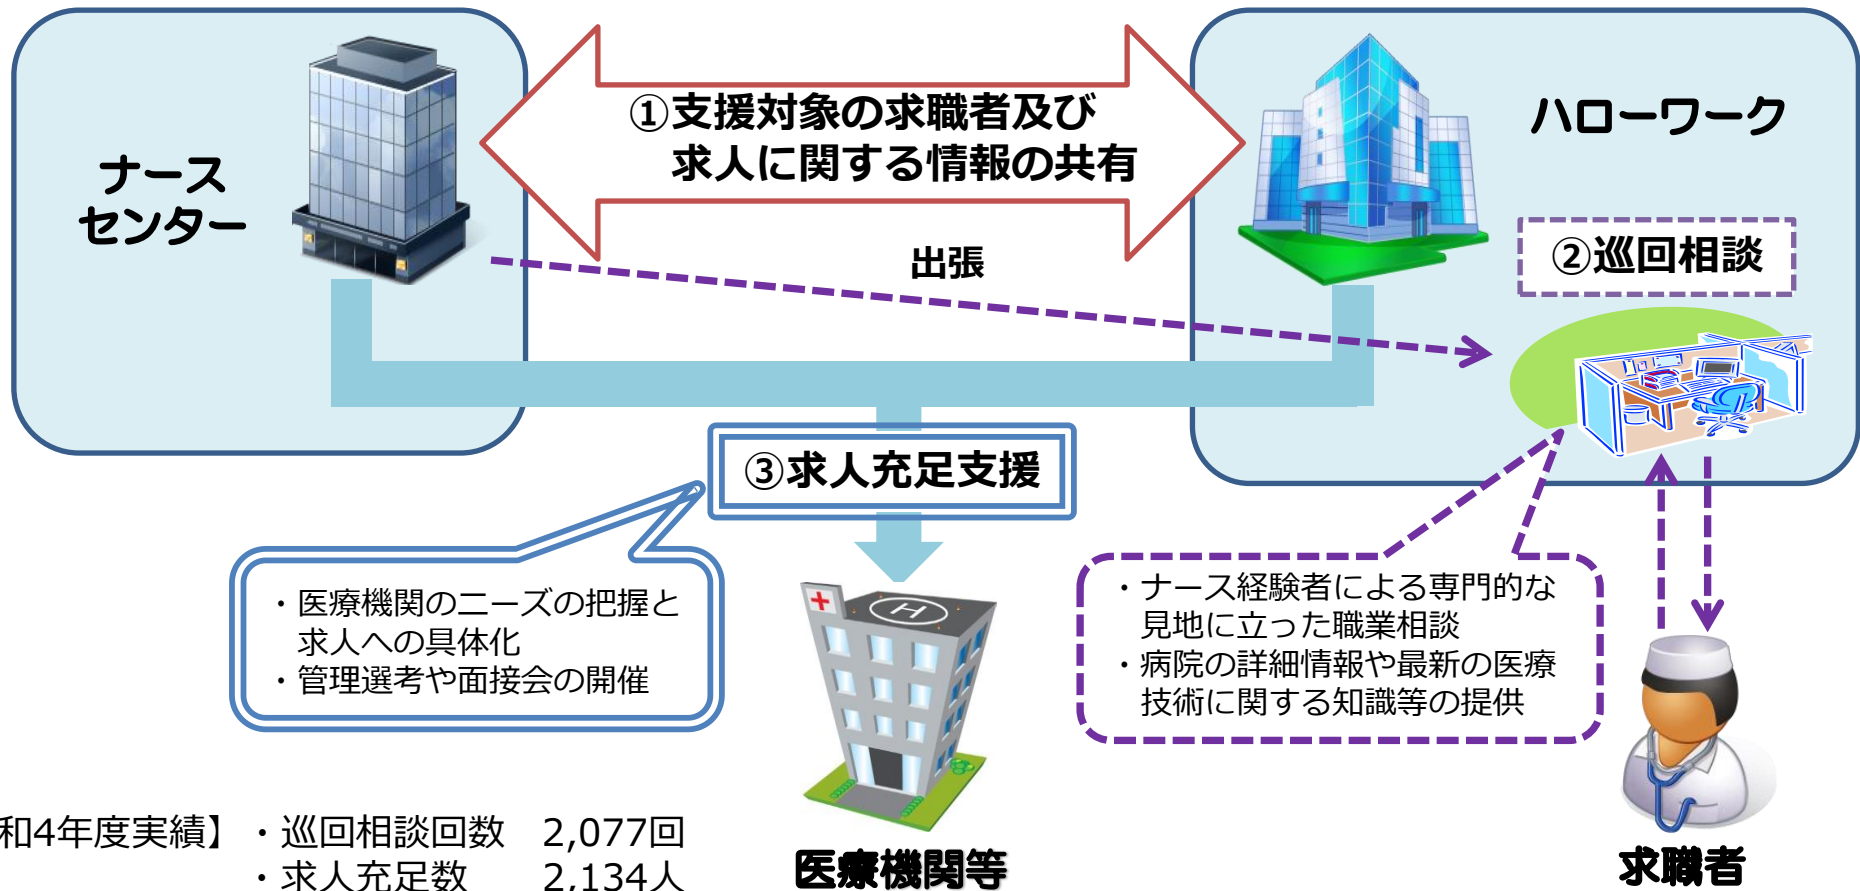 ナース
センター
①支援対象の求職者及び
求人に関する情報の共有
ハローワーク
出張
②巡回相談
③求人充足支援
・医療機関のニーズの把握と
求人への具体化
・管理選考や面接会の開催
・ナース経験者による専門的な
見地に立った職業相談
・病院の詳細情報や最新の医療
技術に関する知識等の提供
H
和4年度実績】・巡回相談回数 2,077回
・求人充足数 2,134人
医療機関等
求職者